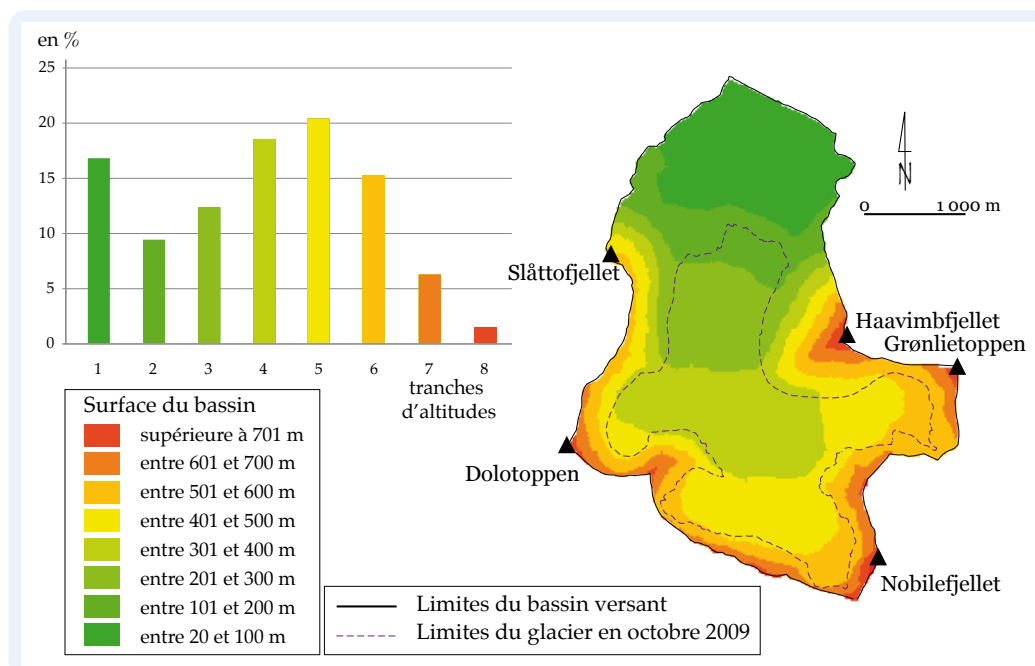 en %
25
20
15
10
5
0
1 2 3 4 5 6 7 8
tranches
d'altitudes
Surface du bassin
supérieure à 701 m
entre 601 et 700 m
entre 501 et 600 m
entre 401 et 500 m
entre 301 et 400 m
entre 201 et 300 m
entre 101 et 200 m
entre 20 et 100 m
N
0 1 000 m
Slåttofjellet
Haavimbfjellet
Grønlietoppen
Dolotoppen
Nobilefjellet
Limites du bassin versant
Limites du glacier en octobre 2009